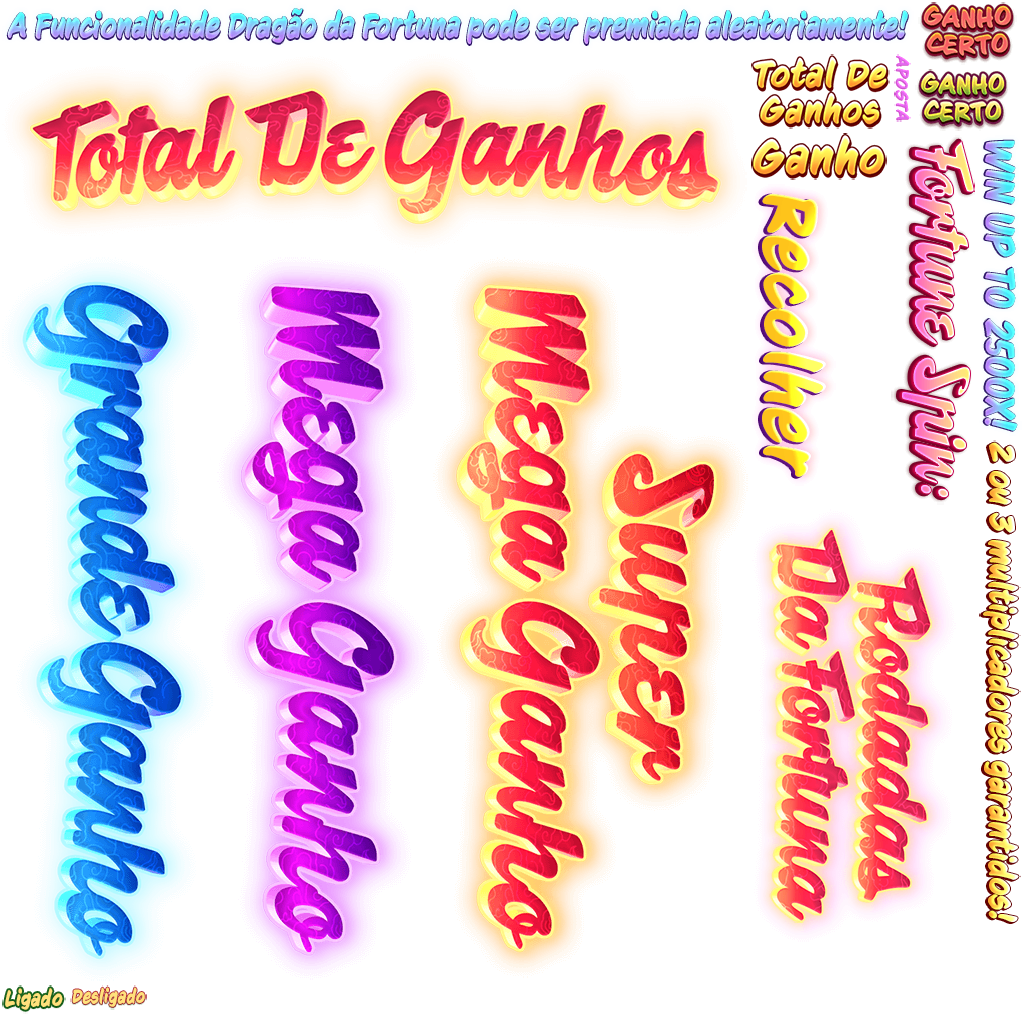 A Funcionalidade Dragão da Fortuna pode ser premiada aleatoriamente!
GANHO
CERTO
Total De
Ganhos
APOSTA
GANHO
CERTO
Total De Ganhos
Ganho
Recolher
Fortune Spin:
WIN UP TO 2500X!
2 ou 3 multiplicadores garantidos!
Grande Ganho
Mega Ganho
Mega Ganho
Super
Rodadas
Da Fortuna
Ligado
Desligado